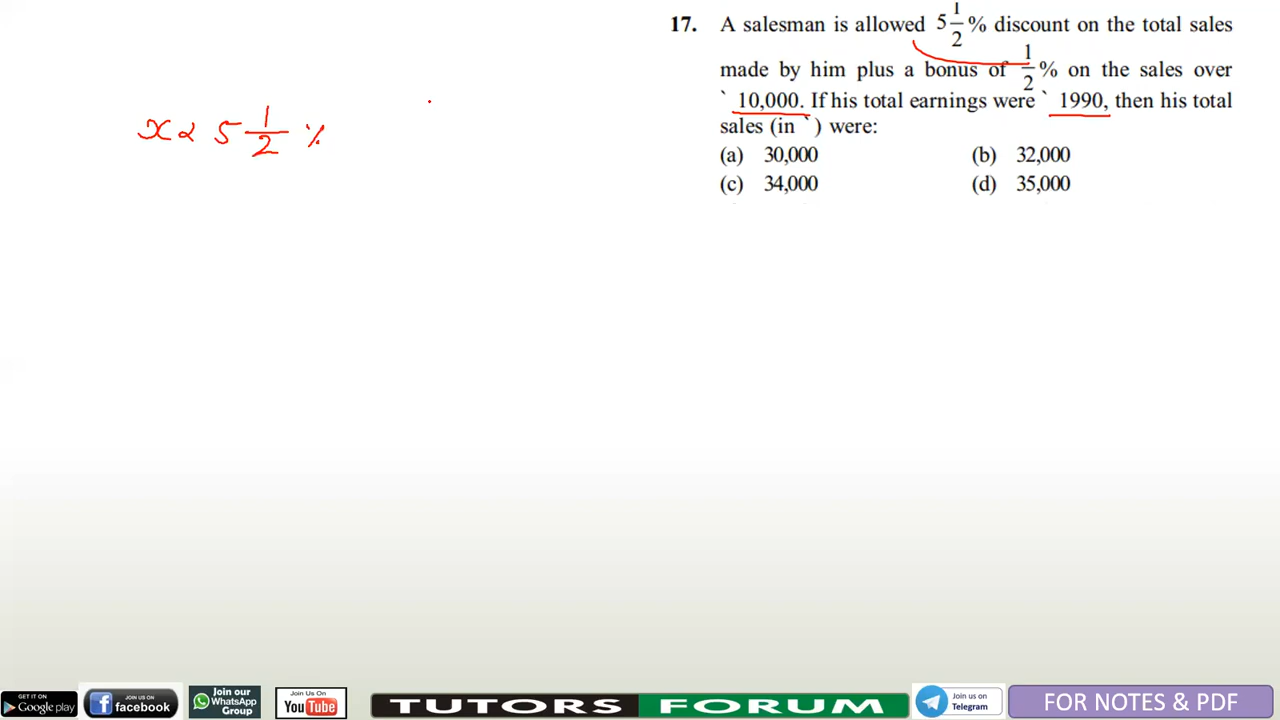 17. A salesman is allowed 5 1/2 % discount on the total sales
made by him plus a bonus of 1/2 % on the sales over
` 10,000. If his total earnings were ` 1990, then his total
sales (in ` ) were:
(a) 30,000 (b) 32,000
(c) 34,000 (d) 35,000
x × 5 1/2 %
GET IT ON
Google play
JOIN US ON
facebook
Join our
WhatsApp
Group
Join Us On
YouTube
TUTORS FORUM
Join us on
Telegram
FOR NOTES & PDF